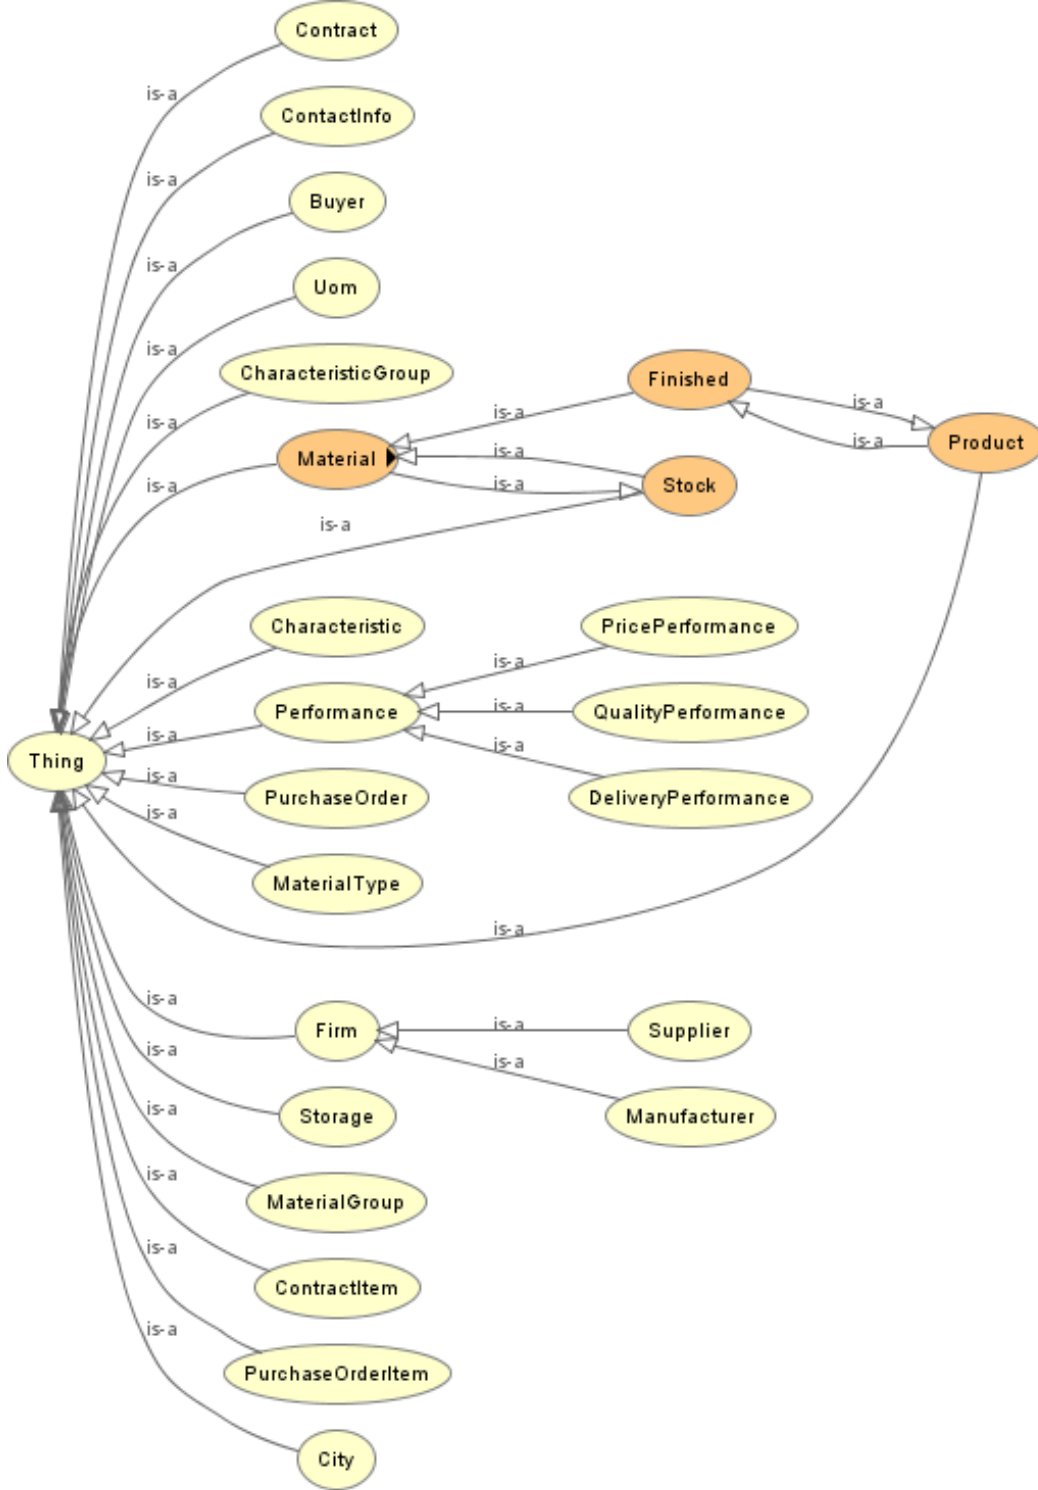 Contract
is-a
ContactInfo
is-a
Buyer
is-a
Uom
is-a
CharacteristicGroup
is-a
Finished
is-a
is-a
Product
is-a
Material
is-a
is-a
is-a
Stock
is-a
Characteristic
is-a
PricePerformance
is-a
Performance
is-a
QualityPerformance
is-a
Thing
is-a
PurchaseOrder
is-a
DeliveryPerformance
is-a
MaterialType
is-a
is-a
Firm
is-a
Supplier
is-a
Storage
is-a
Manufacturer
is-a
MaterialGroup
is-a
ContractItem
is-a
PurchaseOrderItem
is-a
City